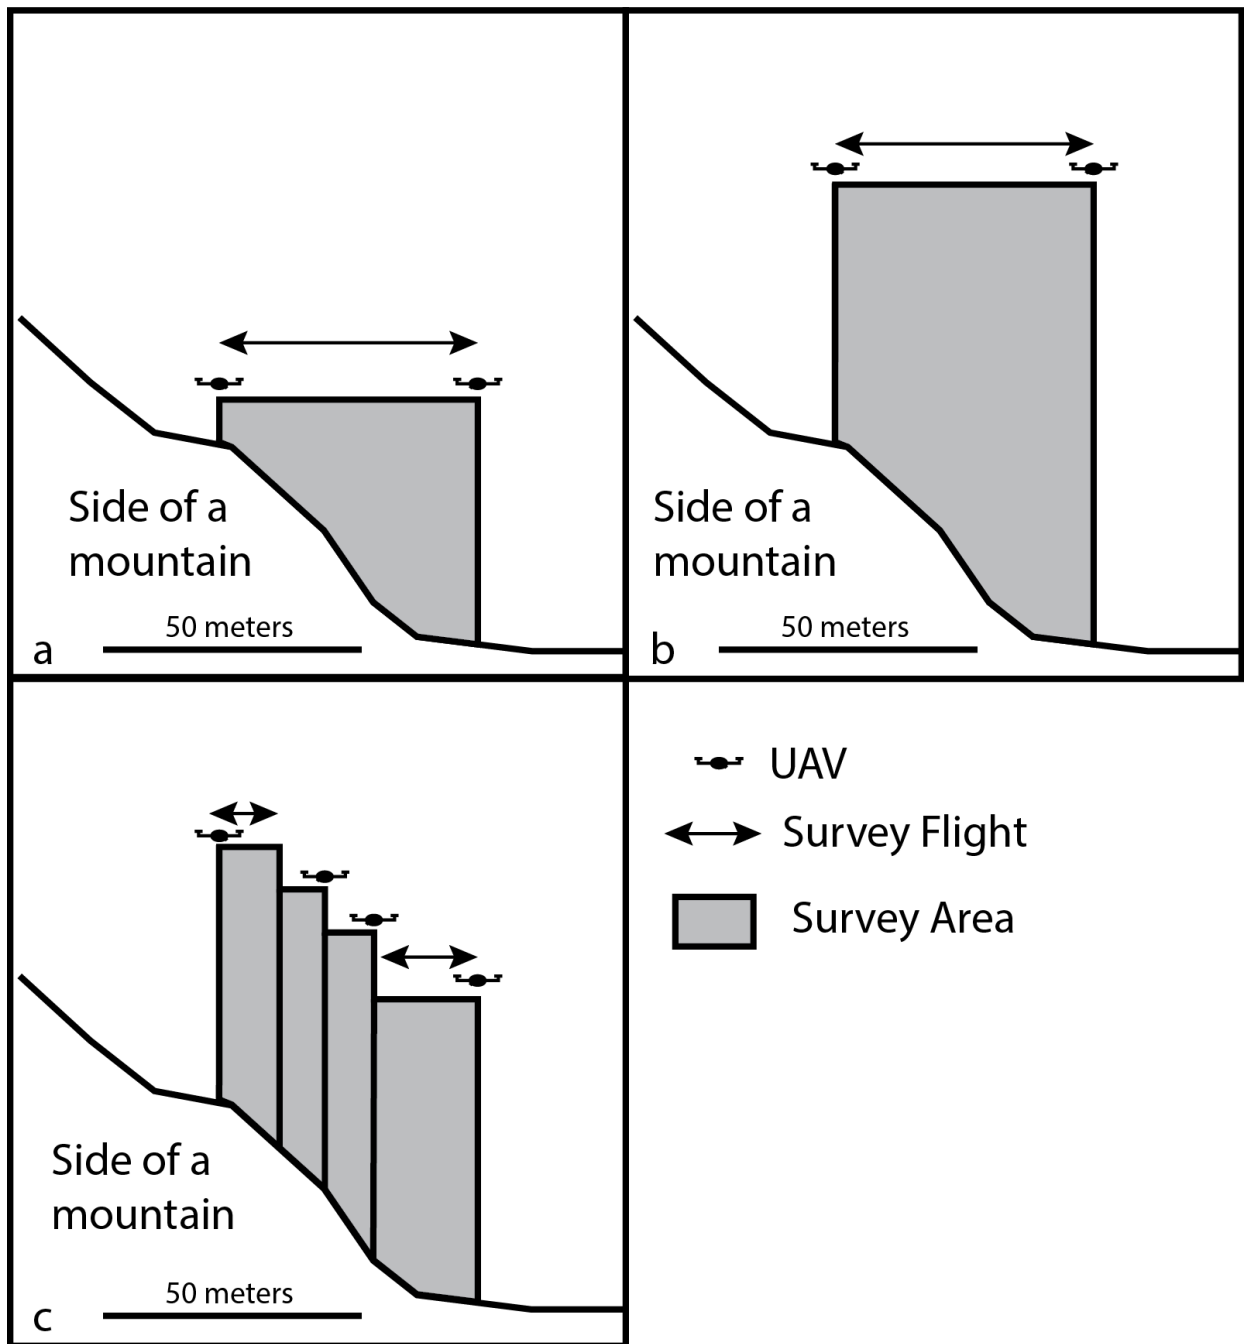 Side of a
mountain
50 meters
a
Side of a
mountain
50 meters
b
Side of a
mountain
50 meters
c
UAV
Survey Flight
Survey Area